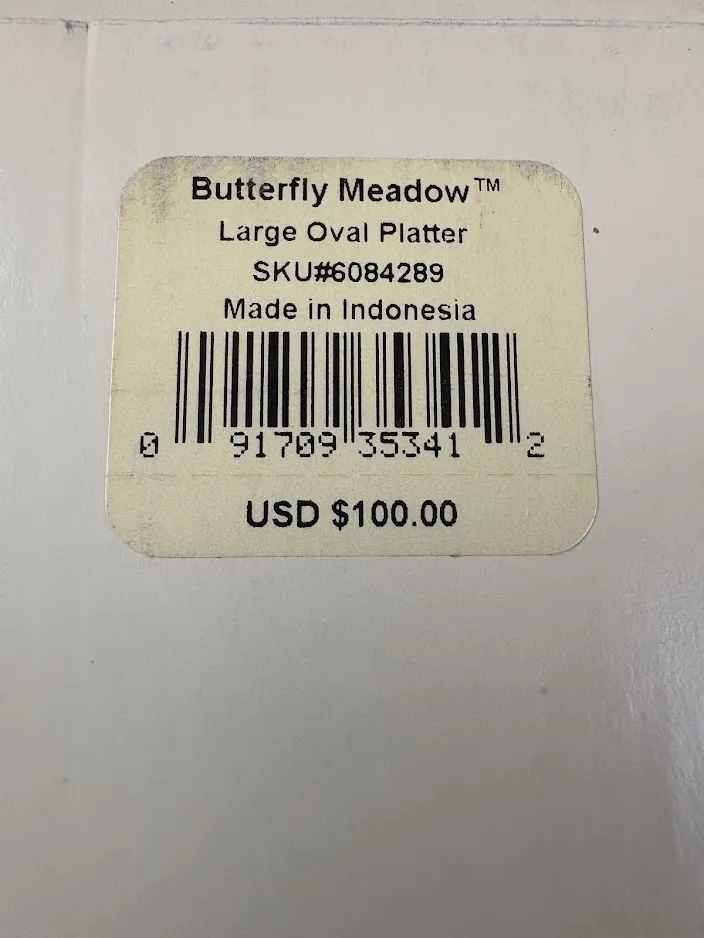 Butterfly Meadow™
Large Oval Platter
SKU#6084289
Made in Indonesia
0 91709 35341 2
USD $100.00